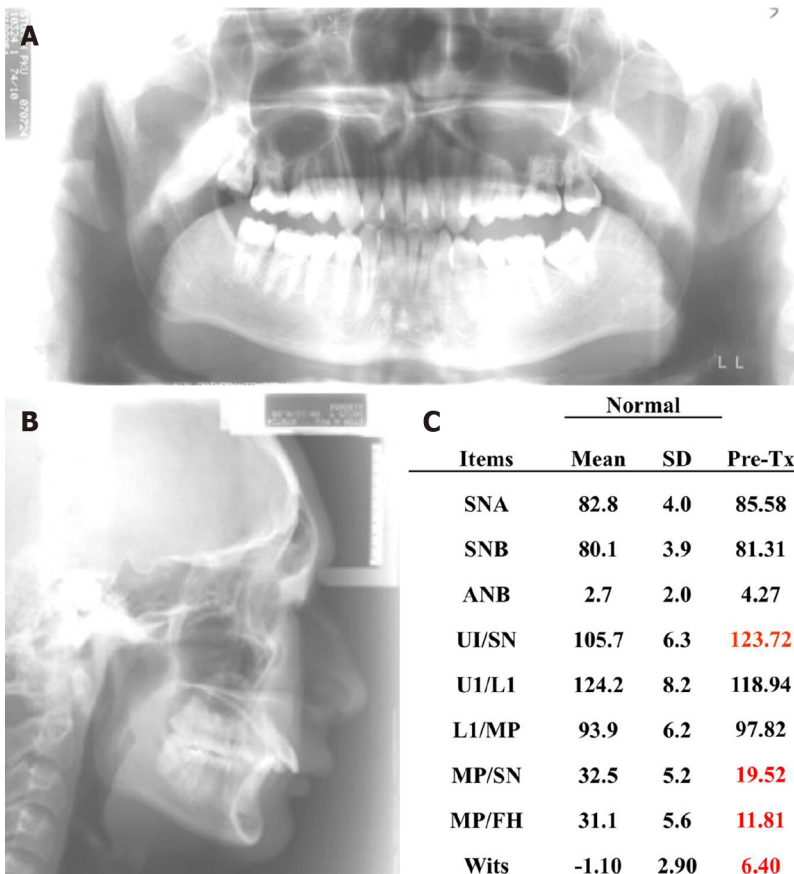 A
LL
B
C
Normal
Items Mean SD Pre-Tx
SNA 82.8 4.0 85.58
SNB 80.1 3.9 81.31
ANB 2.7 2.0 4.27
UI/SN 105.7 6.3 123.72
U1/L1 124.2 8.2 118.94
L1/MP 93.9 6.2 97.82
MP/SN 32.5 5.2 19.52
MP/FH 31.1 5.6 11.81
Wits -1.10 2.90 6.40